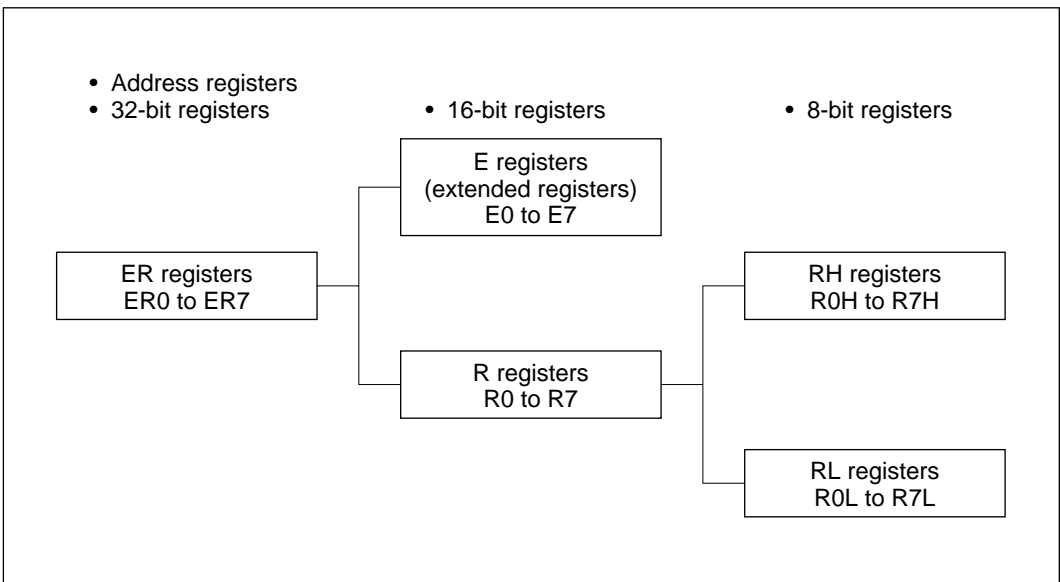 • Address registers
• 32-bit registers
• 16-bit registers
• 8-bit registers
E registers
(extended registers)
E0 to E7
ER registers
ER0 to ER7
RH registers
R0H to R7H
R registers
R0 to R7
RL registers
R0L to R7L